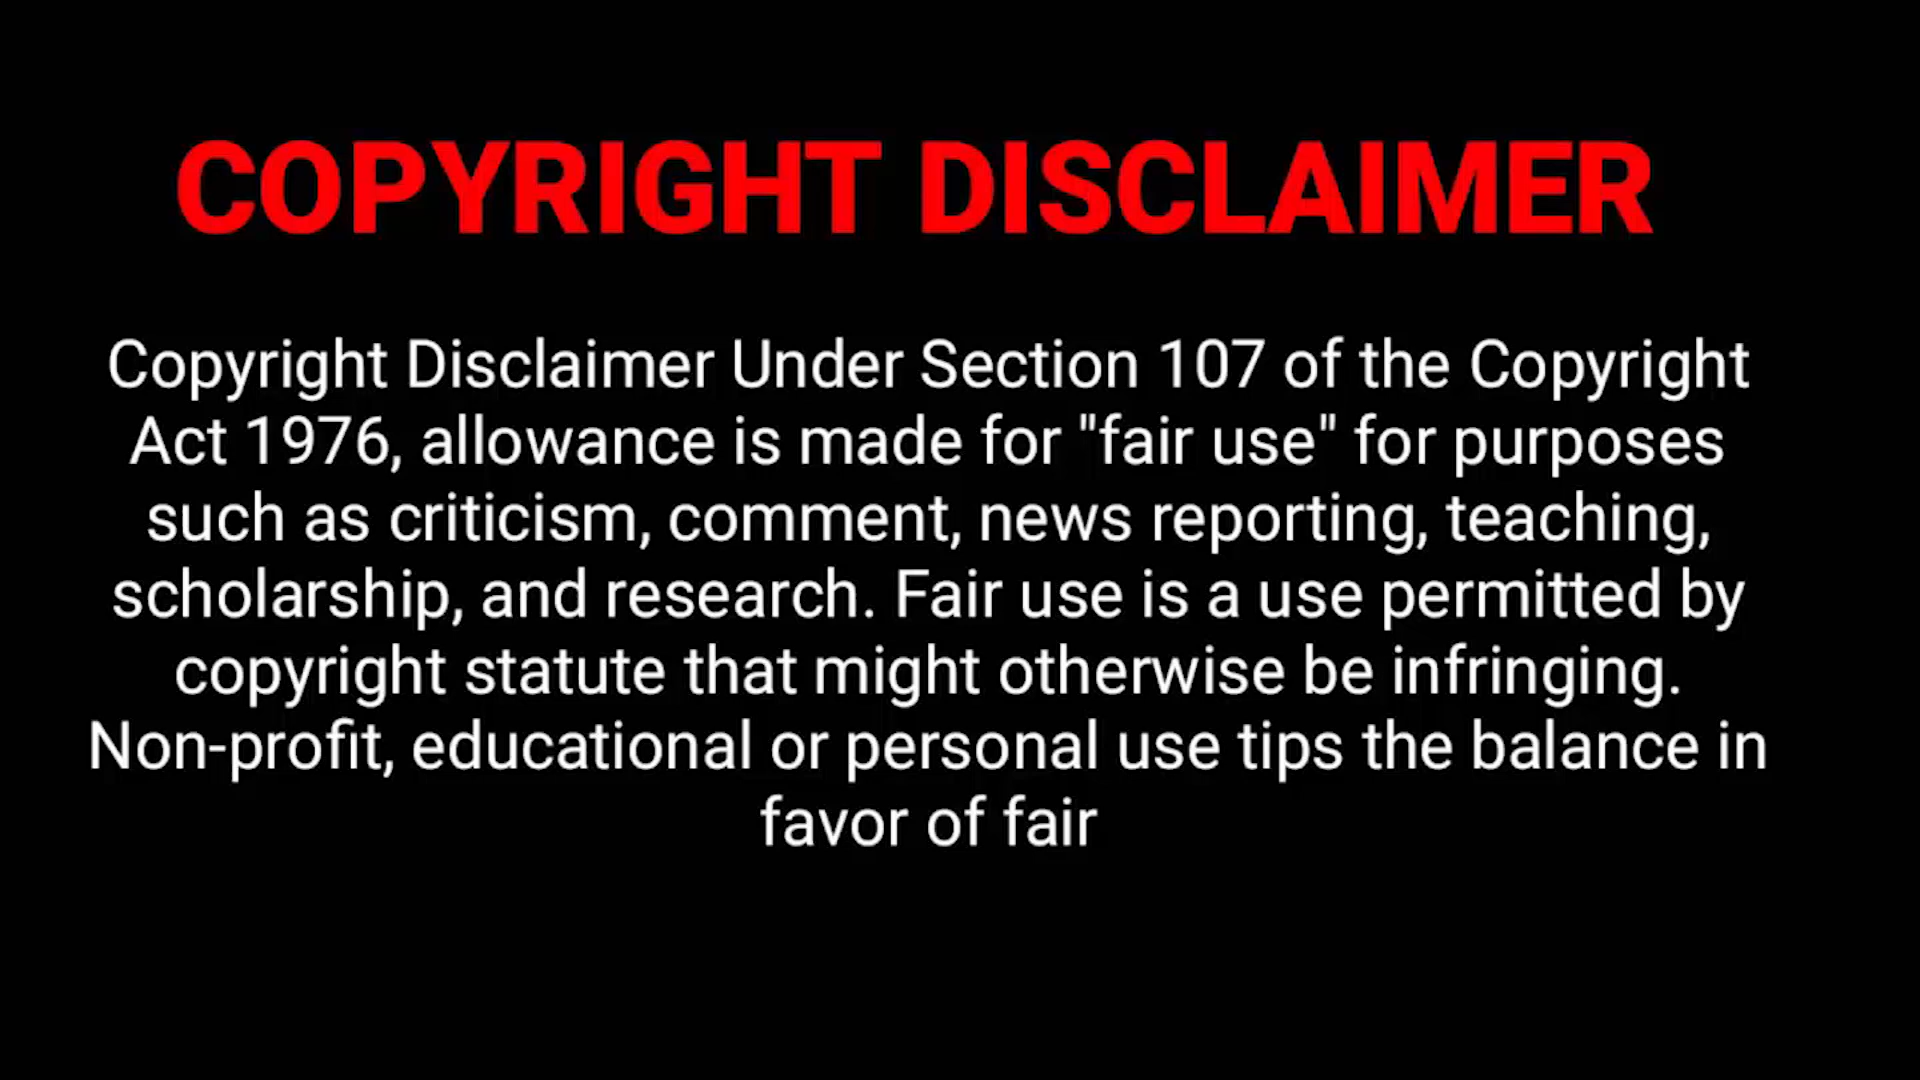 COPYRIGHT DISCLAIMER
Copyright Disclaimer Under Section 107 of the Copyright
Act 1976, allowance is made for "fair use" for purposes
such as criticism, comment, news reporting, teaching,
scholarship, and research. Fair use is a use permitted by
copyright statute that might otherwise be infringing.
Non-profit, educational or personal use tips the balance in
favor of fair